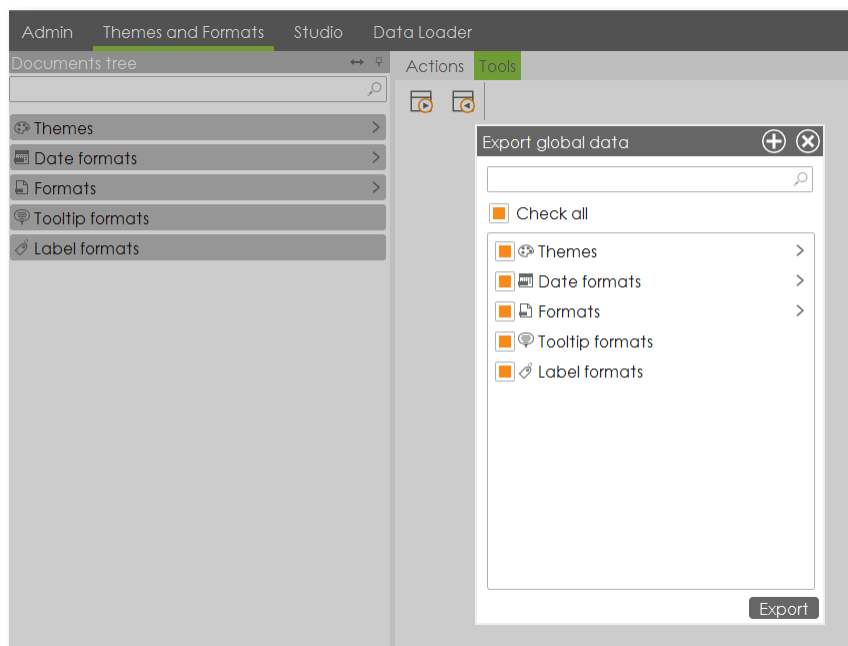 Admin Themes and Formats Studio Data Loader
Documents tree
Themes
Date formats
Formats
Tooltip formats
Label formats
Actions Tools
Export global data
Check all
Themes
Date formats
Formats
Tooltip formats
Label formats
Export